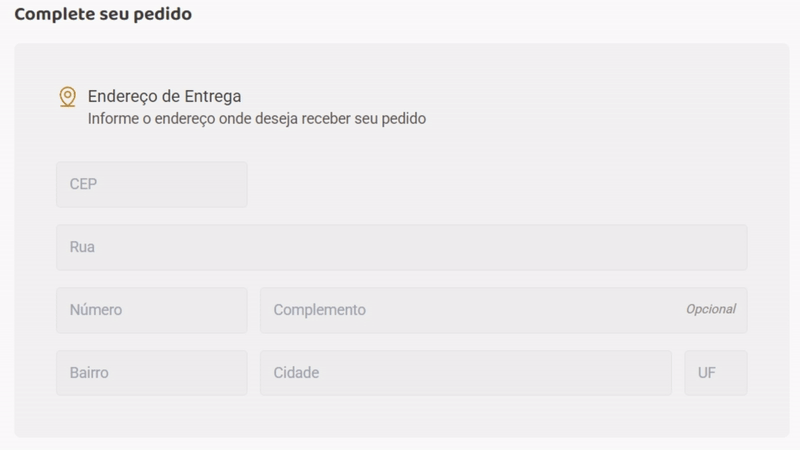 Complete seu pedido
Endereço de Entrega
Informe o endereço onde deseja receber seu pedido
CEP
Rua
Número
Complemento
Opcional
Bairro
Cidade
UF